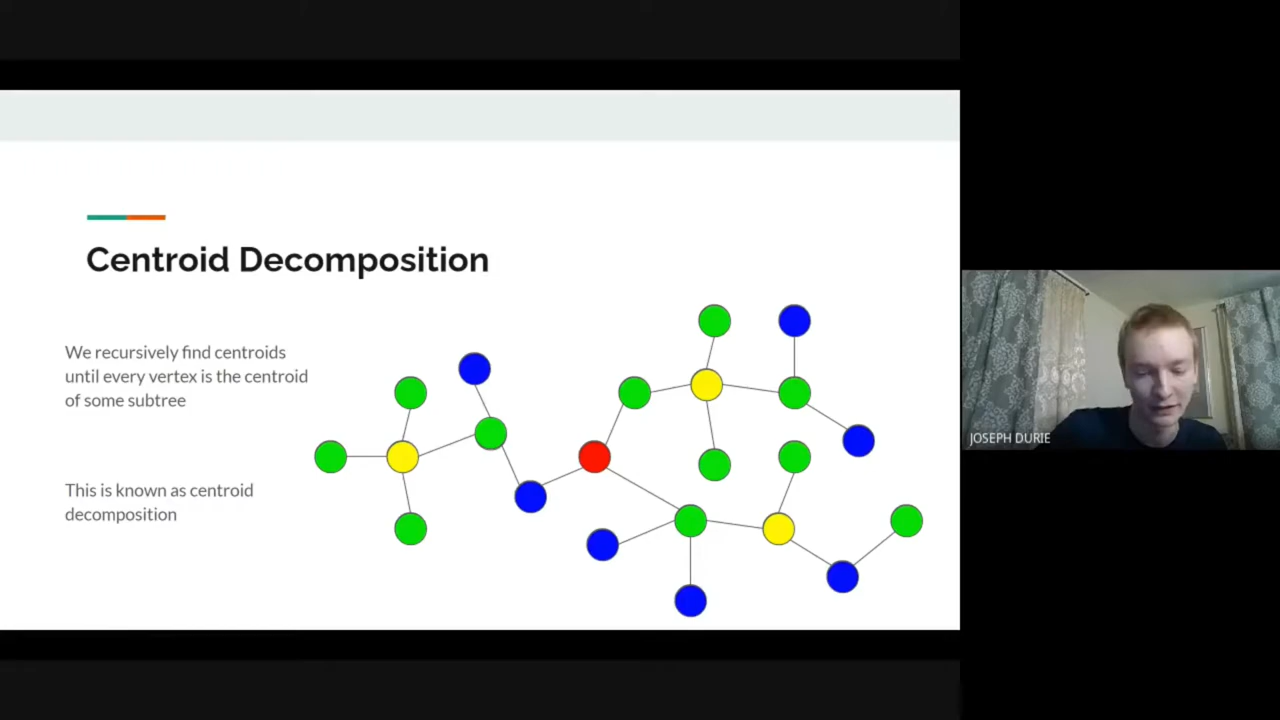 Centroid Decomposition
We recursively find centroids
until every vertex is the centroid
of some subtree
This is known as centroid
decomposition
JOSEPH DURIE